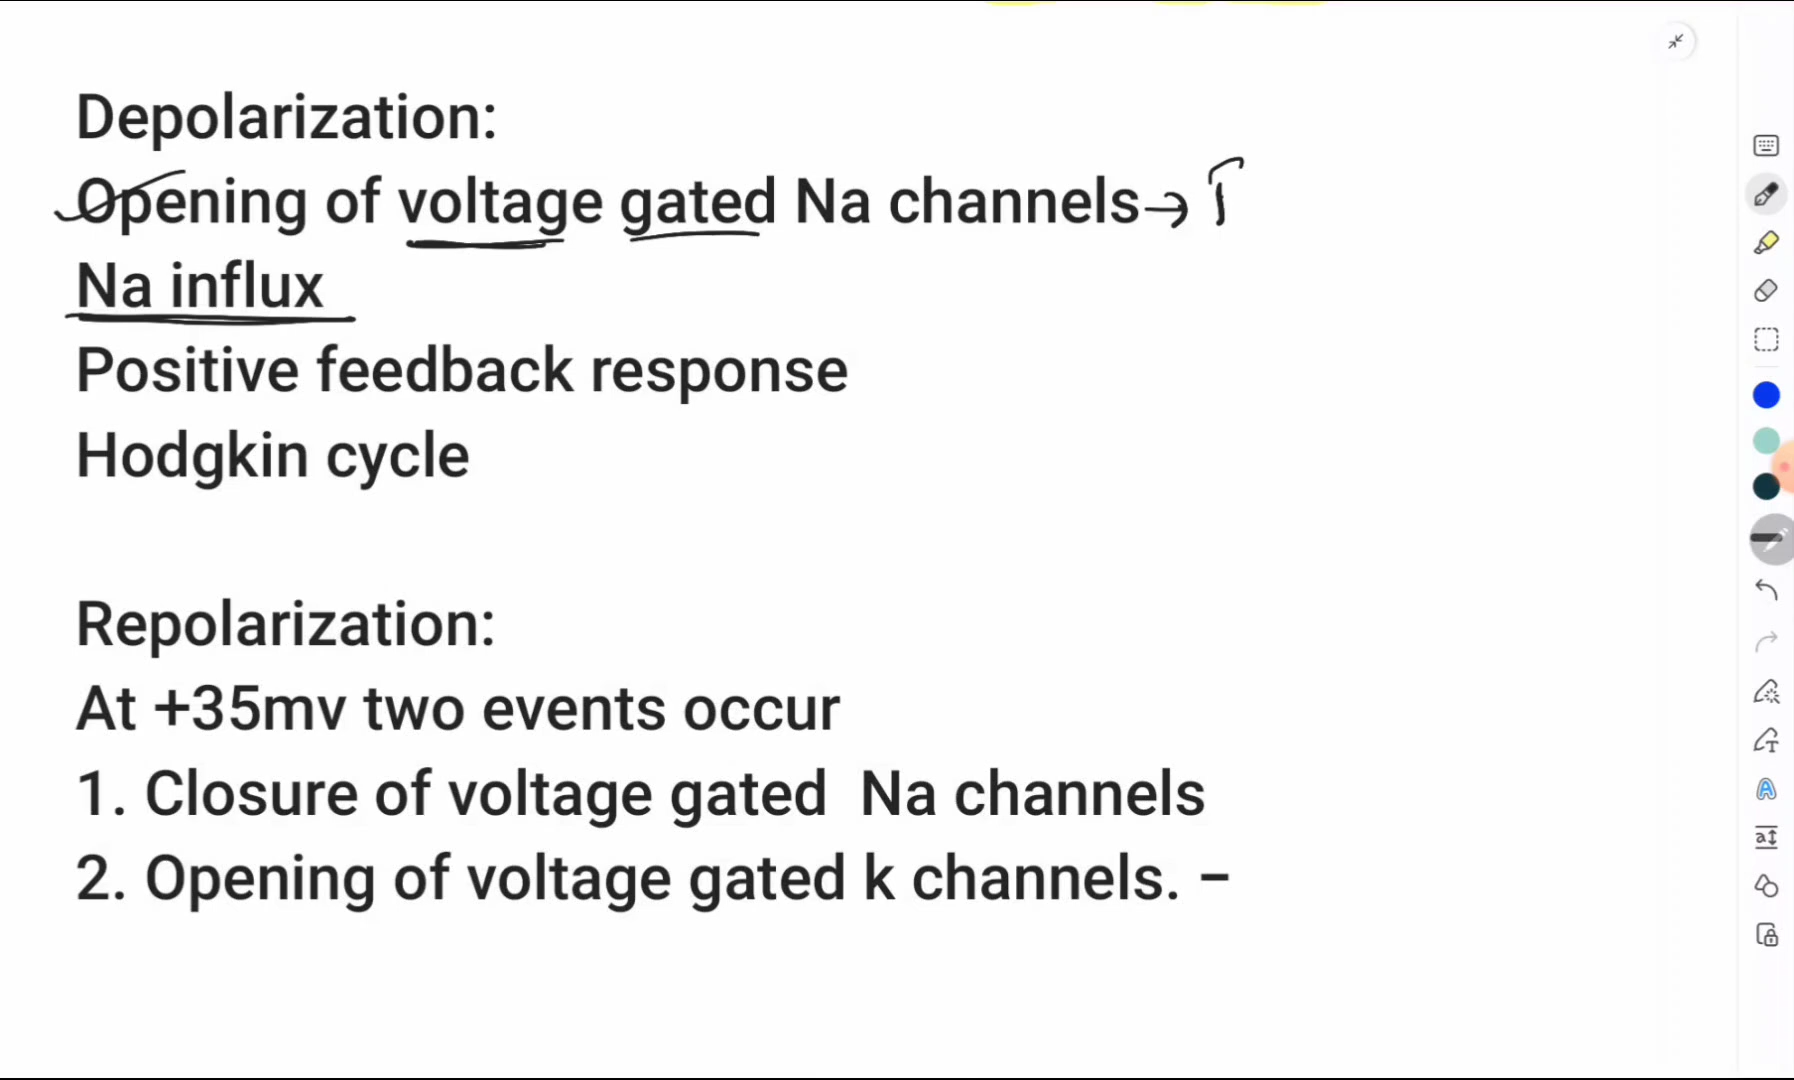 Depolarization:
Opening of voltage gated Na channels→
Na influx
Positive feedback response
Hodgkin cycle
Repolarization:
At +35mv two events occur
1. Closure of voltage gated  Na channels
2. Opening of voltage gated k channels. –